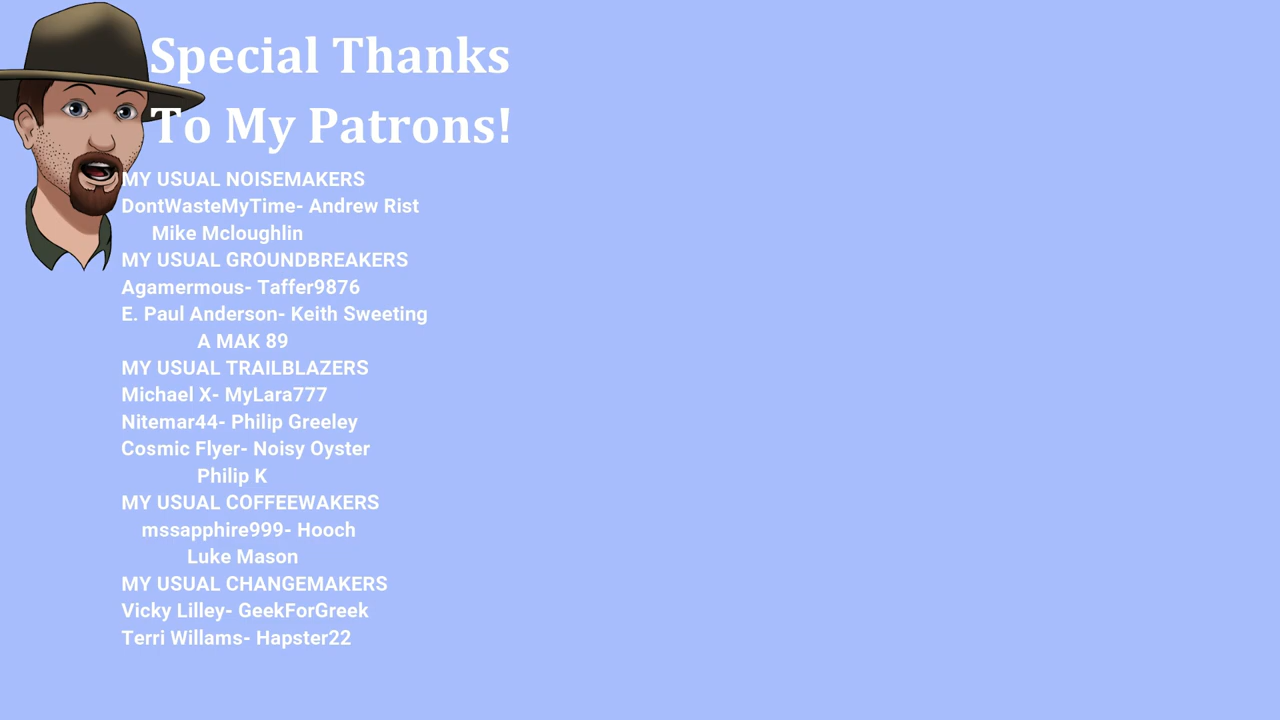 Special Thanks
To My Patrons!
MY USUAL NOISEMAKERS
DontWasteMyTime- Andrew Rist
Mike Mcloughlin
MY USUAL GROUNDBREAKERS
Agamermous- Taffer9876
E. Paul Anderson- Keith Sweeting
A MAK 89
MY USUAL TRAILBLAZERS
Michael X- MyLara777
Nitemar44- Philip Greeley
Cosmic Flyer- Noisy Oyster
Philip K
MY USUAL COFFEEWAKERS
mssapphire999- Hooch
Luke Mason
MY USUAL CHANGEMAKERS
Vicky Lilley- GeekForGreek
Terri Willams- Hapster22